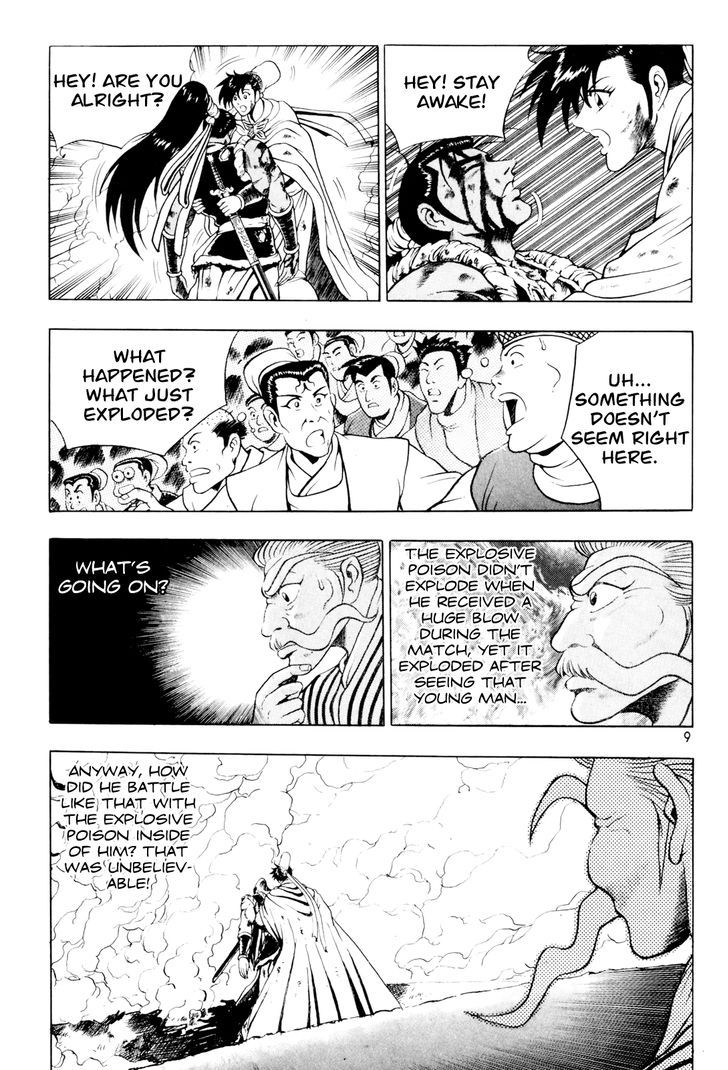 HEY! STAY
AWAKE!
HEY! ARE YOU
ALRIGHT?
UH...
SOMETHING
DOESN'T
SEEM RIGHT
HERE.
WHAT
HAPPENED?
WHAT JUST
EXPLODED?
THE EXPLOSIVE
POISON DIDN'T
EXPLODE WHEN
HE RECEIVED A
HUGE BLOW
DURING THE
MATCH, YET IT
EXPLODED AFTER
SEEING THAT
YOUNG MAN...
WHAT'S
GOING ON?
9
ANYWAY, HOW
DID HE BATTLE
LIKE THAT WITH
THE EXPLOSIVE
POISON INSIDE
OF HIM? THAT
WAS UNBELIEV-
ABLE!